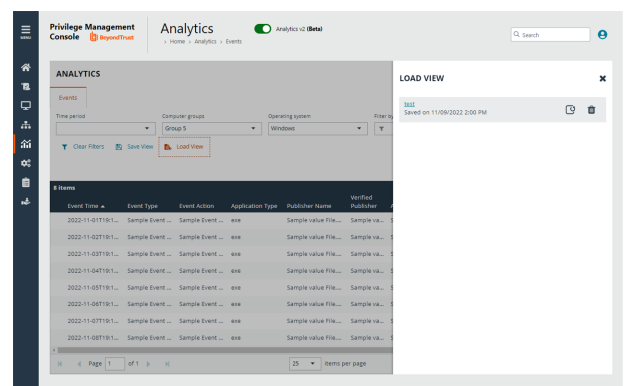 MENU
Privilege Management
Console BeyondTrust
Analytics
› Home › Analytics › Events
Analytics v2 (Beta)
Search
ANALYTICS
Events
Time period
Computer groups
Operating system
Filter by
Group 5
Windows
Clear Filters
Save View
Load View
8 items
Event Time
Event Type
Event Action
Application Type
Publisher Name
Verified
Publisher
2022-11-01T19:1... Sample Event ... Sample Event ... exe Sample value File.... Sample va...
2022-11-02T19:1... Sample Event ... Sample Event ... exe Sample value File.... Sample va...
2022-11-03T19:1... Sample Event ... Sample Event ... exe Sample value File.... Sample va...
2022-11-04T19:1... Sample Event ... Sample Event ... exe Sample value File.... Sample va...
2022-11-05T19:1... Sample Event ... Sample Event ... exe Sample value File.... Sample va...
2022-11-06T19:1... Sample Event ... Sample Event ... exe Sample value File.... Sample va...
2022-11-07T19:1... Sample Event ... Sample Event ... exe Sample value File.... Sample va...
2022-11-08T19:1... Sample Event ... Sample Event ... exe Sample value File.... Sample va...
Page 1 of 1
25 items per page
LOAD VIEW
test
Saved on 11/09/2022 2:00 PM